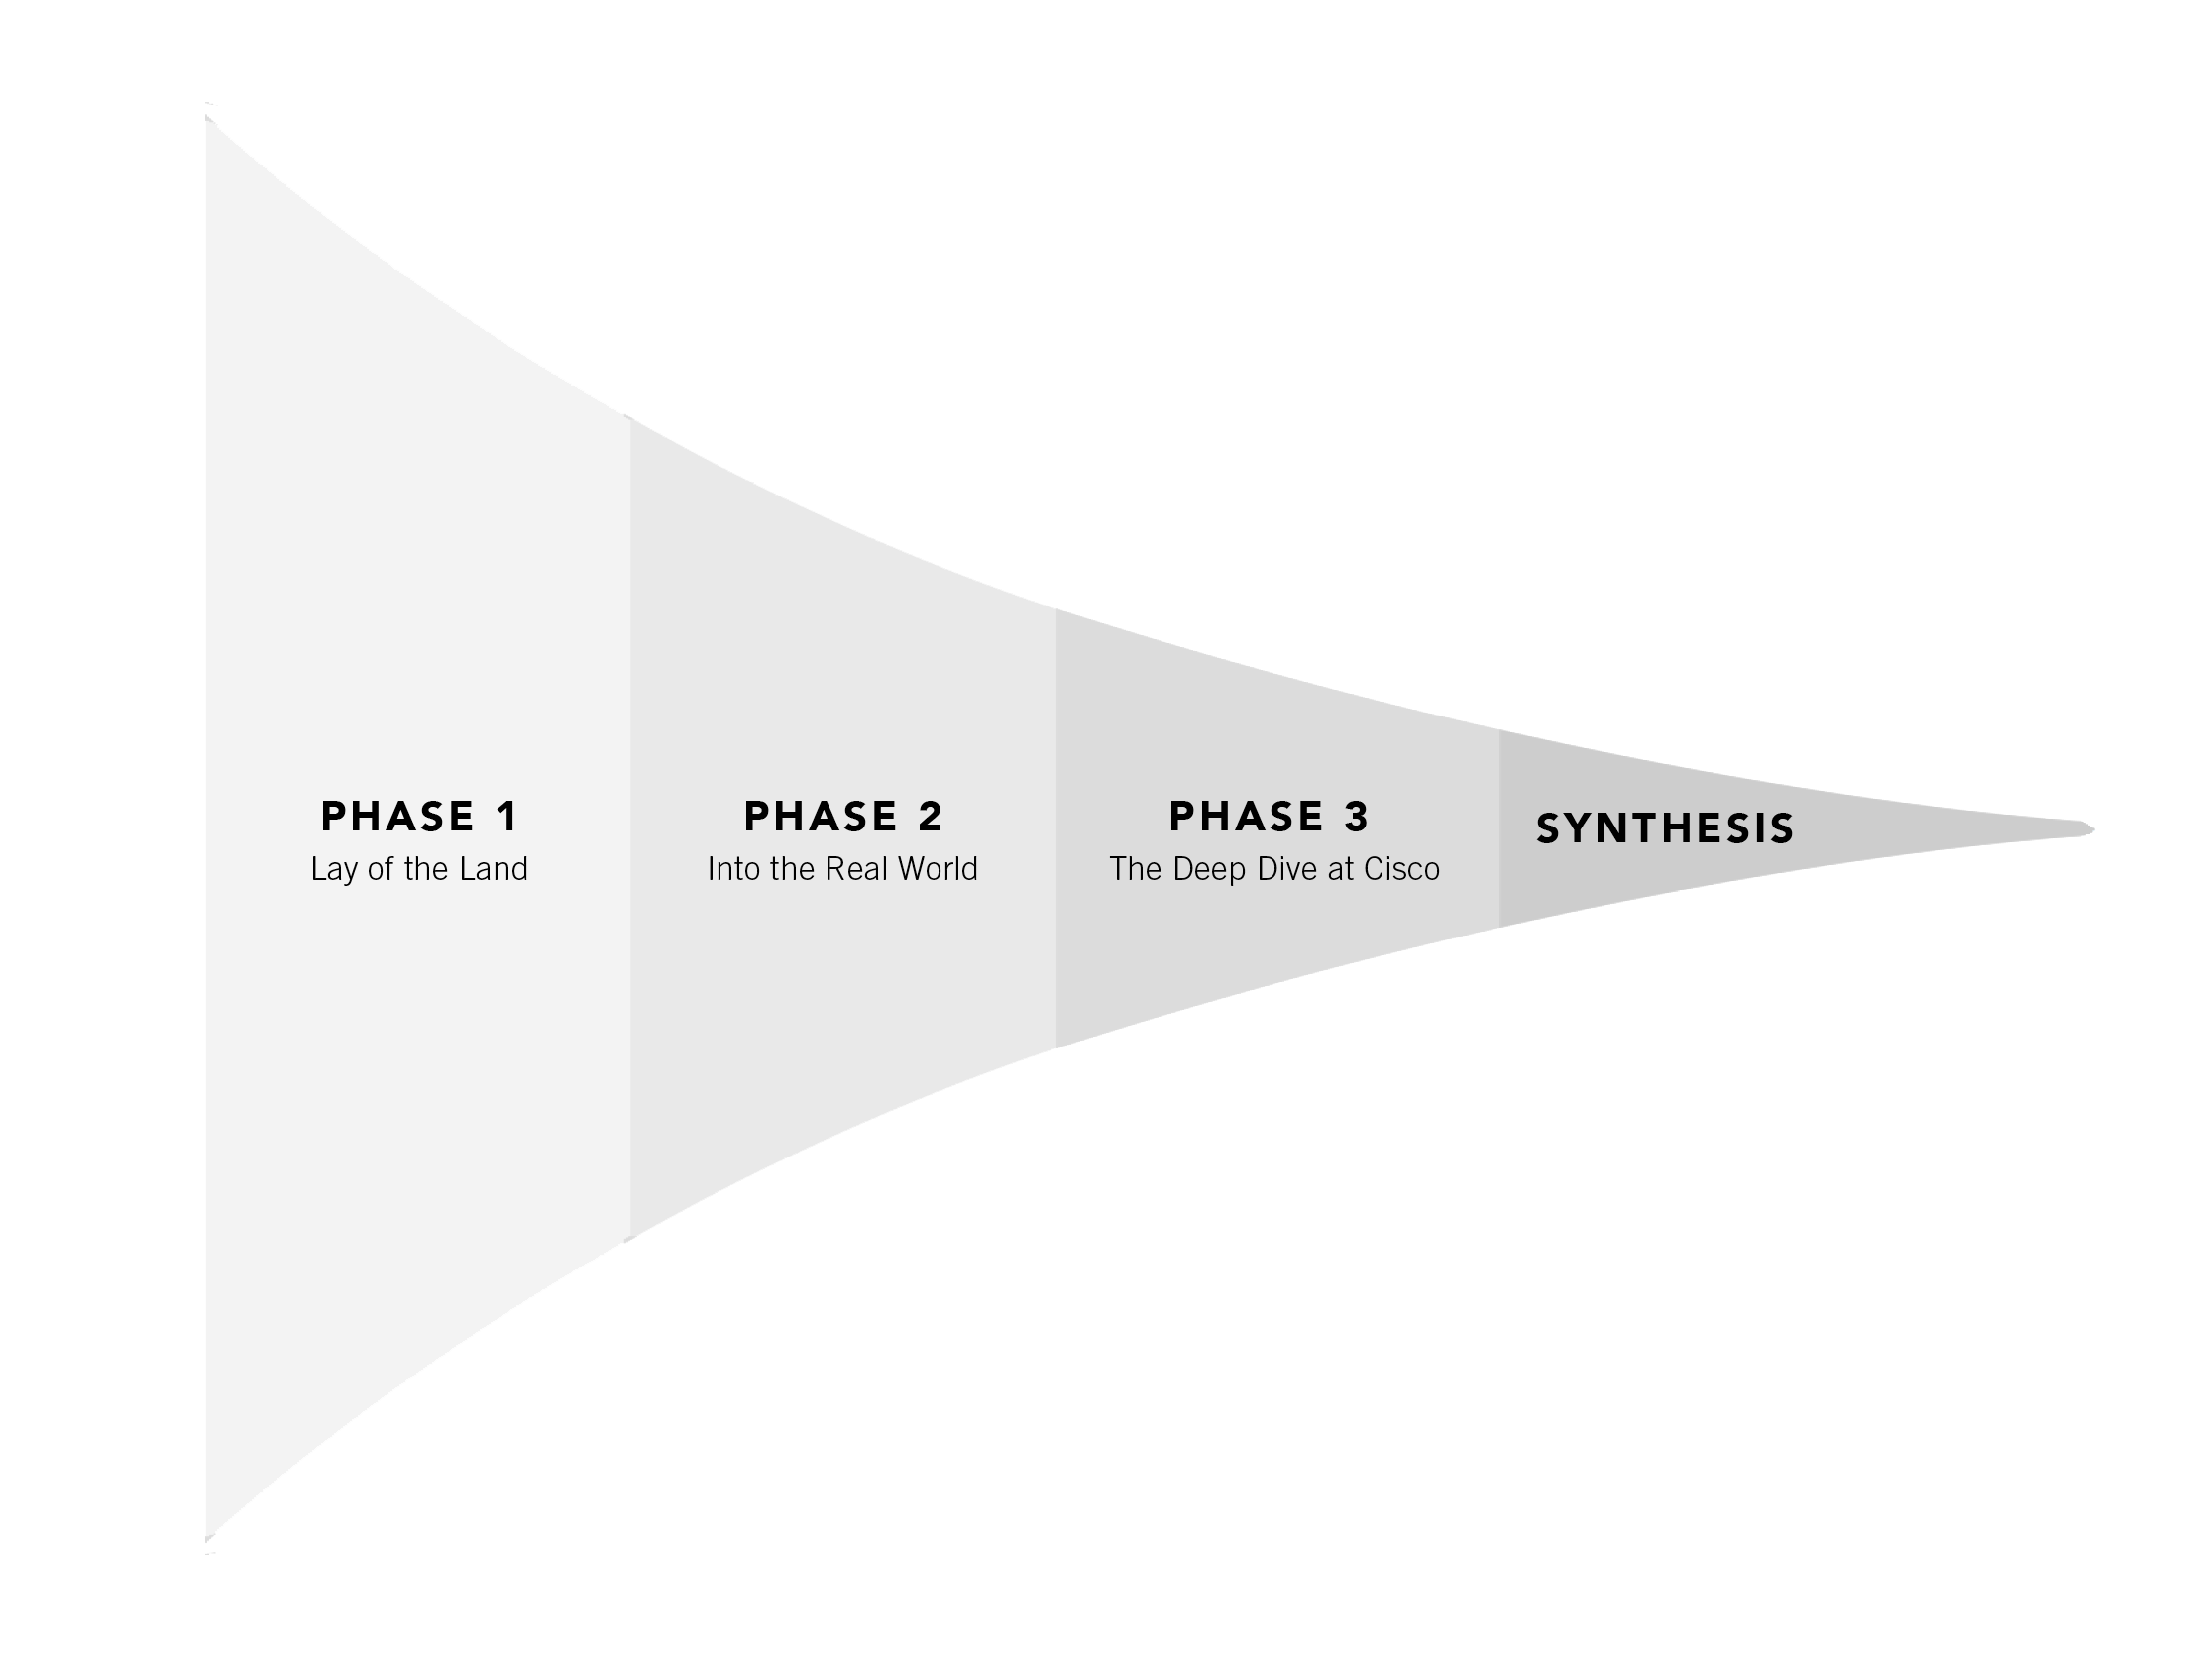 PHASE 1
Lay of the Land
PHASE 2
Into the Real World
PHASE 3
The Deep Dive at Cisco
SYNTHESIS